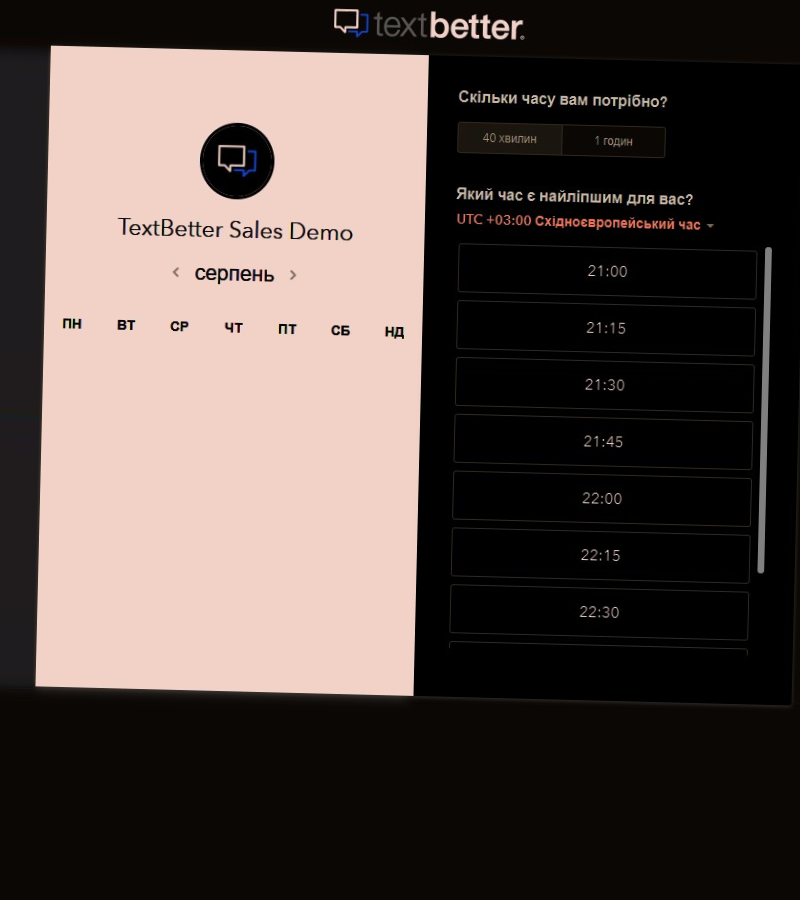 textbetter.
TextBetter Sales Demo
серпень
ПН ВТ СР ЧТ ПТ СБ НД
Скільки часу вам потрібно?
40 хвилин 1 годин
Який час є найліпшим для вас?
UTC +03:00 Східноєвропейський час
21:00
21:15
21:30
21:45
22:00
22:15
22:30